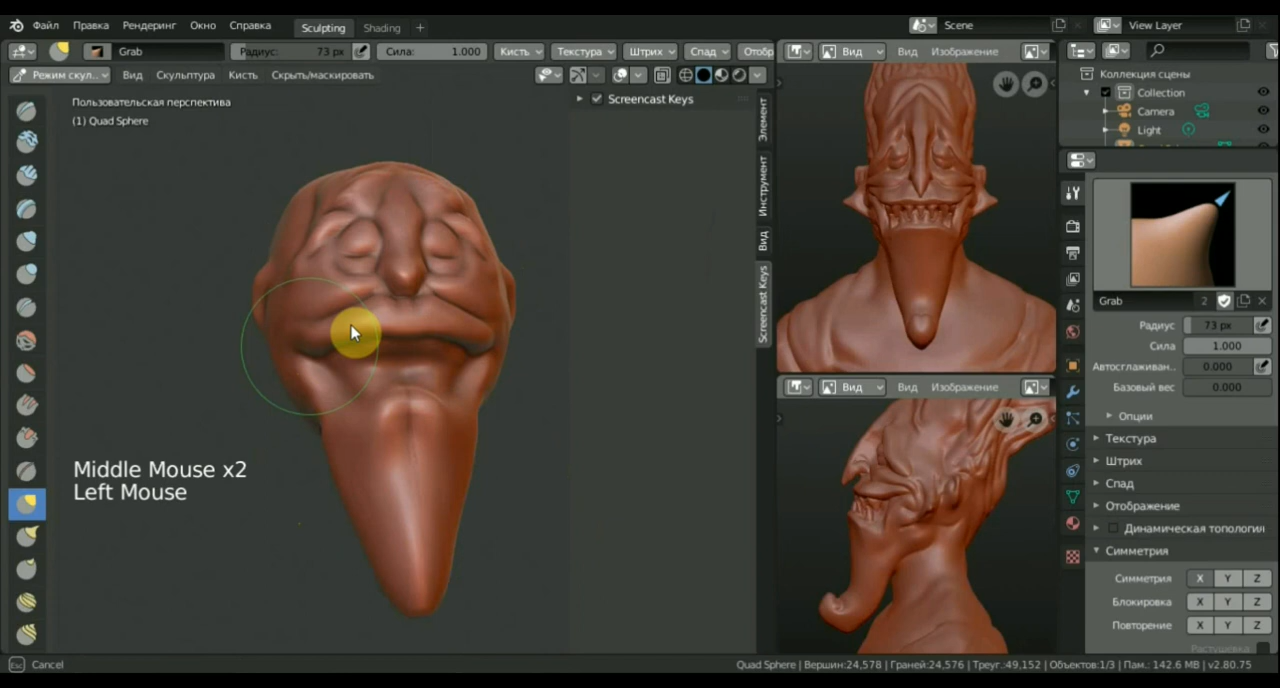 Файл Правка Рендеринг Окно Справка Sculpting Shading + Scene View Layer
Grab Радиус: 73 px Сила: 1.000 Кисть Текстура Штрих Спад Отобр Вид Вид Изображение
Режим скул.. Вид Скульптура Кисть Скрыть/маскировать
Пользовательская перспектива
(1) Quad Sphere
Screencast Keys
Элемент
Инструмент
Вид
Screencast Keys
Middle Mouse x2
Left Mouse
Вид Вид Изображение
Коллекция сцены
Collection
Camera
Light
Grab 2
Радиус 73 px
Сила 1.000
Автосглаживан.. 0.000
Базовый вес 0.000
Опции
Текстура
Штрих
Спад
Отображение
Динамическая топология
Симметрия
Симметрия X Y Z
Блокировка X Y Z
Повторение X Y Z
Растушевка
Esc Cancel
Quad Sphere | Вершин:24,578 | Граней:24,576 | Треуг.:49,152 | Объектов:1/3 | Пам.: 142.6 MB | v2.80.75